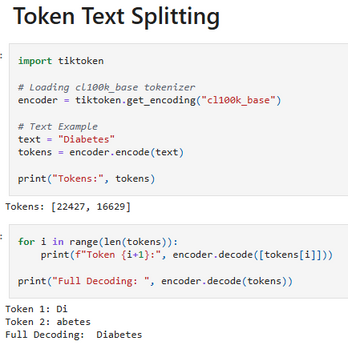 Token Text Splitting
:
import tiktoken
# Loading cl100k_base tokenizer
encoder = tiktoken.get_encoding("cl100k_base")
# Text Example
text = "Diabetes"
tokens = encoder.encode(text)
print("Tokens:", tokens)
Tokens: [22427, 16629]
:
for i in range(len(tokens)):
    print(f"Token {i+1}:", encoder.decode([tokens[i]]))
print("Full Decoding: ", encoder.decode(tokens))
Token 1: Di
Token 2: abetes
Full Decoding:  Diabetes